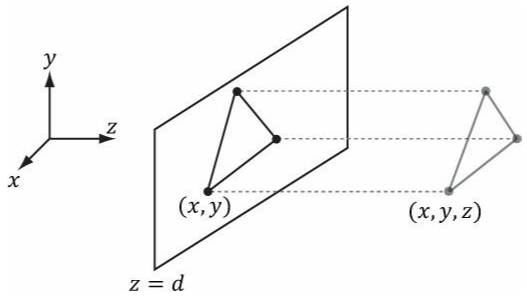 y
z
x
(x, y)
(x, y, z)
z = d